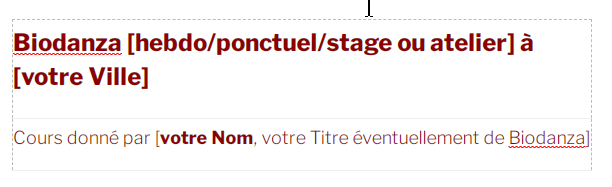 Biodanza [hebdo/ponctuel/stage ou atelier] à
[votre Ville]
Cours donné par [votre Nom, votre Titre éventuellement de Biodanza]